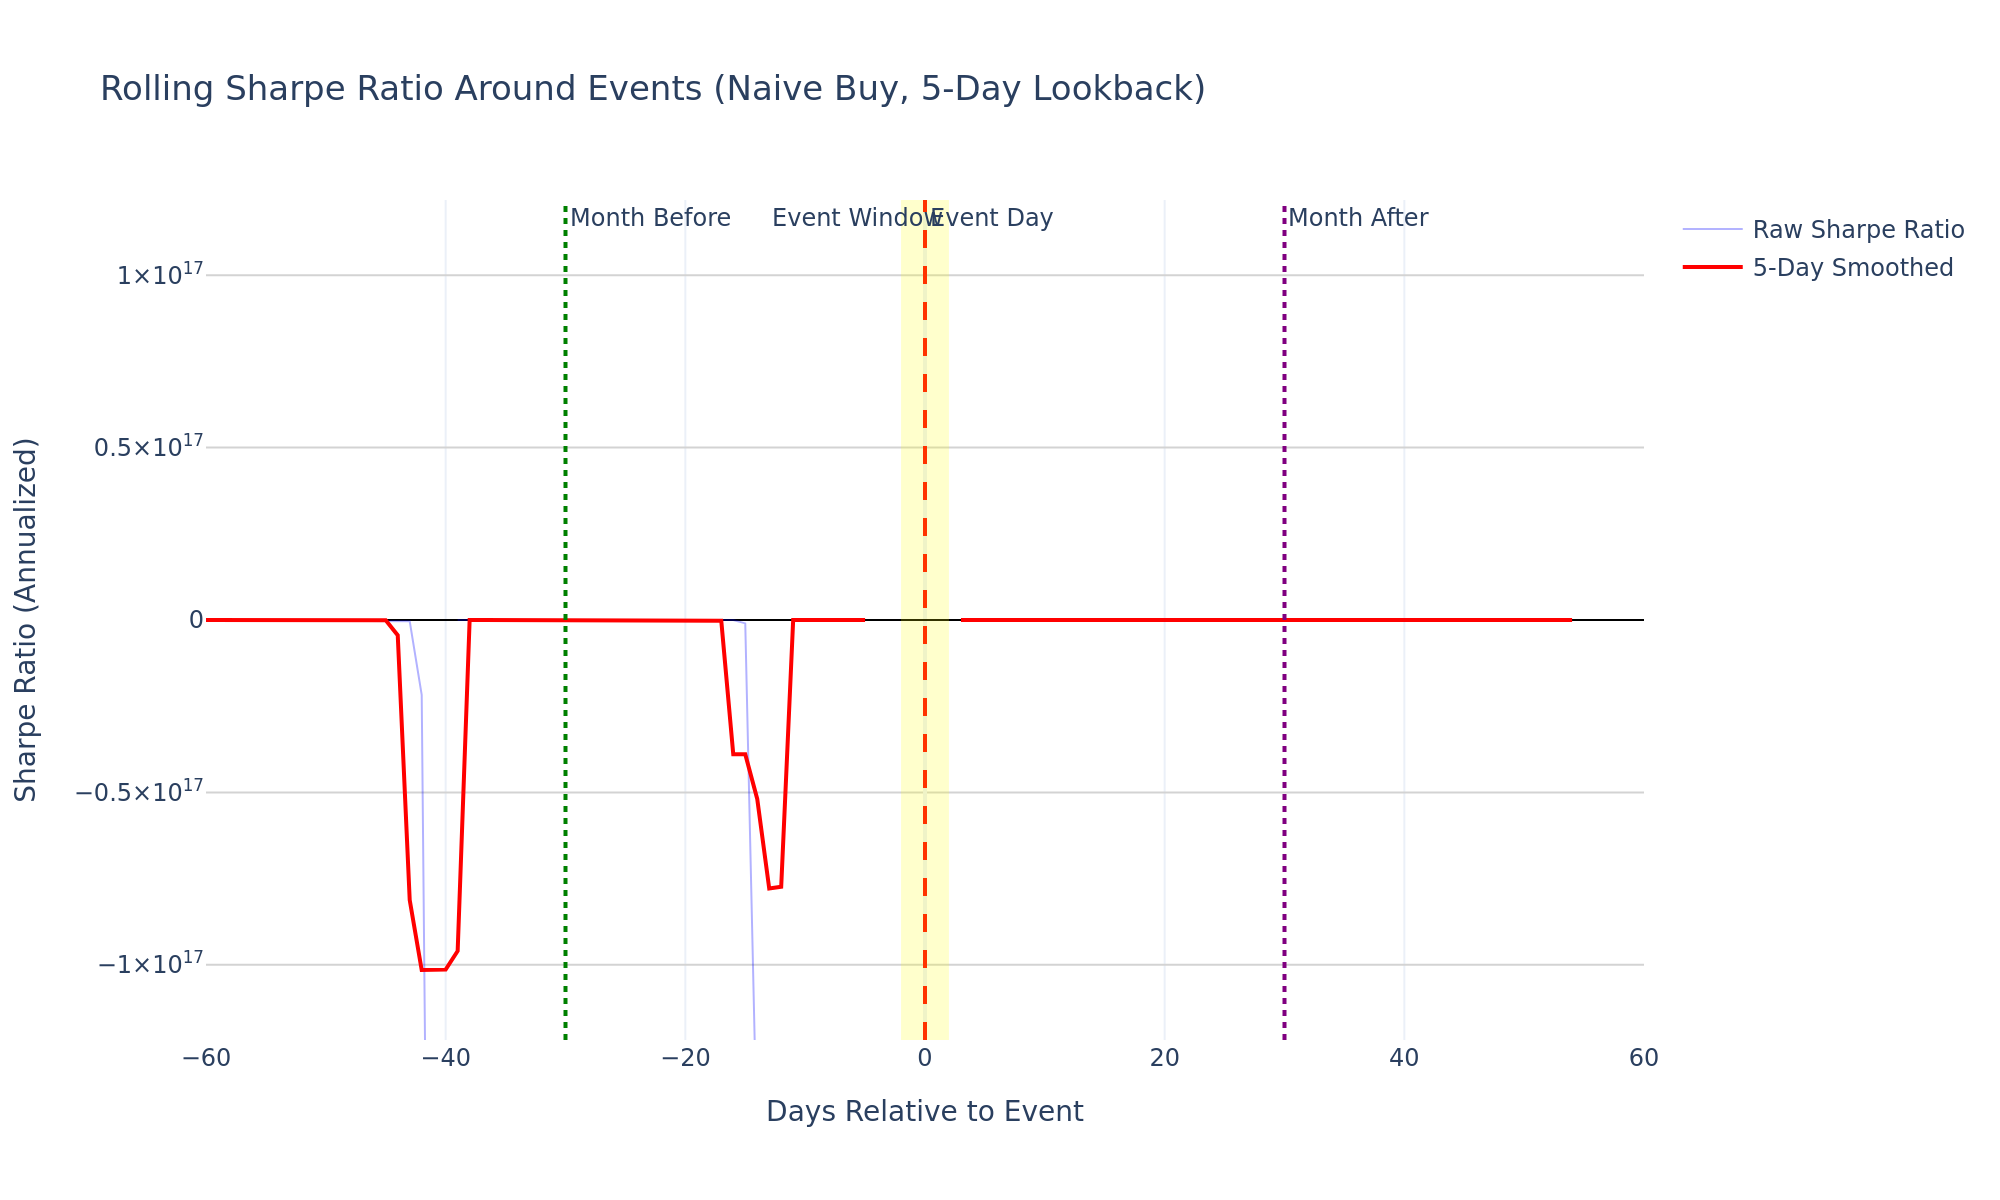 Rolling Sharpe Ratio Around Events (Naive Buy, 5-Day Lookback)
Month Before
Event Window
Event Day
Month After
Raw Sharpe Ratio
5-Day Smoothed
1×10¹⁷
0.5×10¹⁷
0
−0.5×10¹⁷
−1×10¹⁷
Sharpe Ratio (Annualized)
−60 −40 −20 0 20 40 60
Days Relative to Event